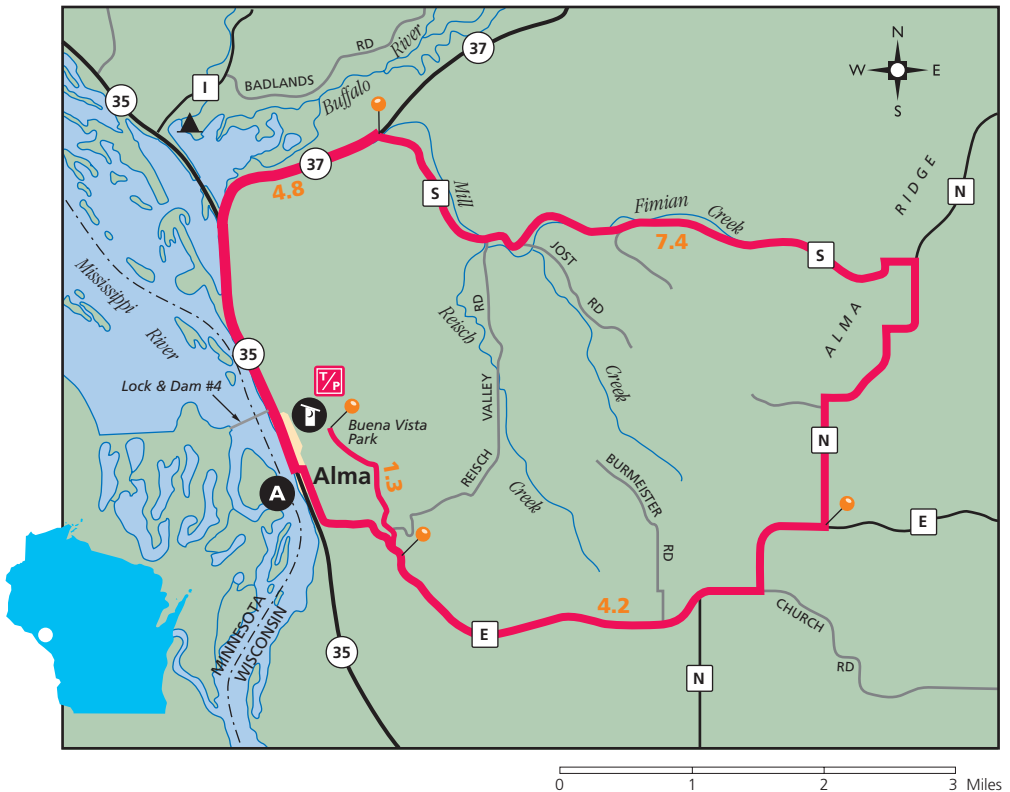 35
I
BADLANDS RD
Buffalo River
37
N
W E
S
37
4.8
S
Mill
Fimian Creek
7.4
S
RIDGE
N
ALMA
JOST RD
Mississippi River
35
Lock & Dam #4
T/P
P
Buena Vista
Park
Alma
1.3
A
Reisch Creek
REISCH VALLEY RD
Creek
N
BURMEISTER RD
E
4.2
E
CHURCH RD
N
MINNESOTA
WISCONSIN
35
0 1 2 3 Miles